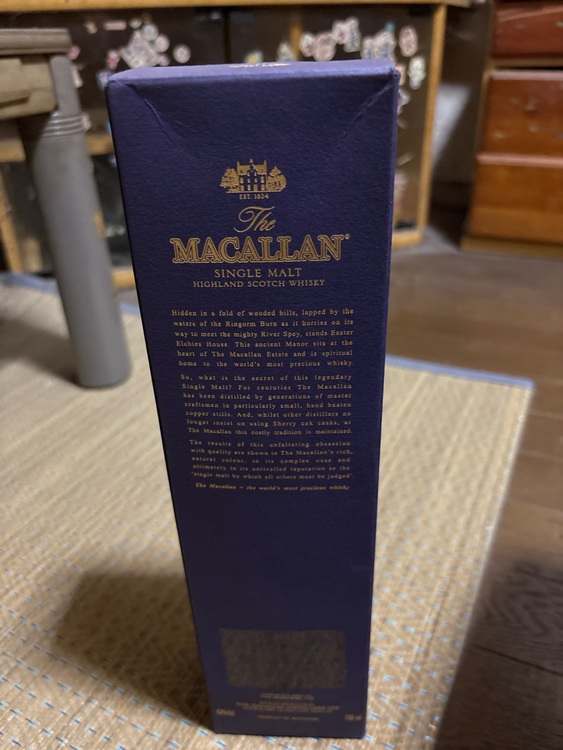 EST. 1824
The
MACALLAN®
SINGLE MALT
HIGHLAND SCOTCH WHISKY
Hidden in a fold of wooded hills, lapped by the
waters of the Ringorm Burn as it hurries on its
way to meet the mighty River Spey, stands Easter
Elchies House. This ancient Manor sits at the
heart of The Macallan Estate and is spiritual
home to the world's most precious whisky.
So, what is the secret of this legendary
Single Malt? For centuries The Macallan
has been distilled by generations of master
craftsmen in particularly small, hand beaten
copper stills. And, whilst other distillers no
longer insist on using Sherry oak casks, at
The Macallan this costly tradition is maintained.
The results of this unfaltering obsession
with quality are shown in The Macallan's rich,
natural colour, in its complex nose and
ultimately in its unrivalled reputation as the
'single malt by which all others must be judged'.
The Macallan – the world's most precious whisky.
PRODUCT OF SCOTLAND